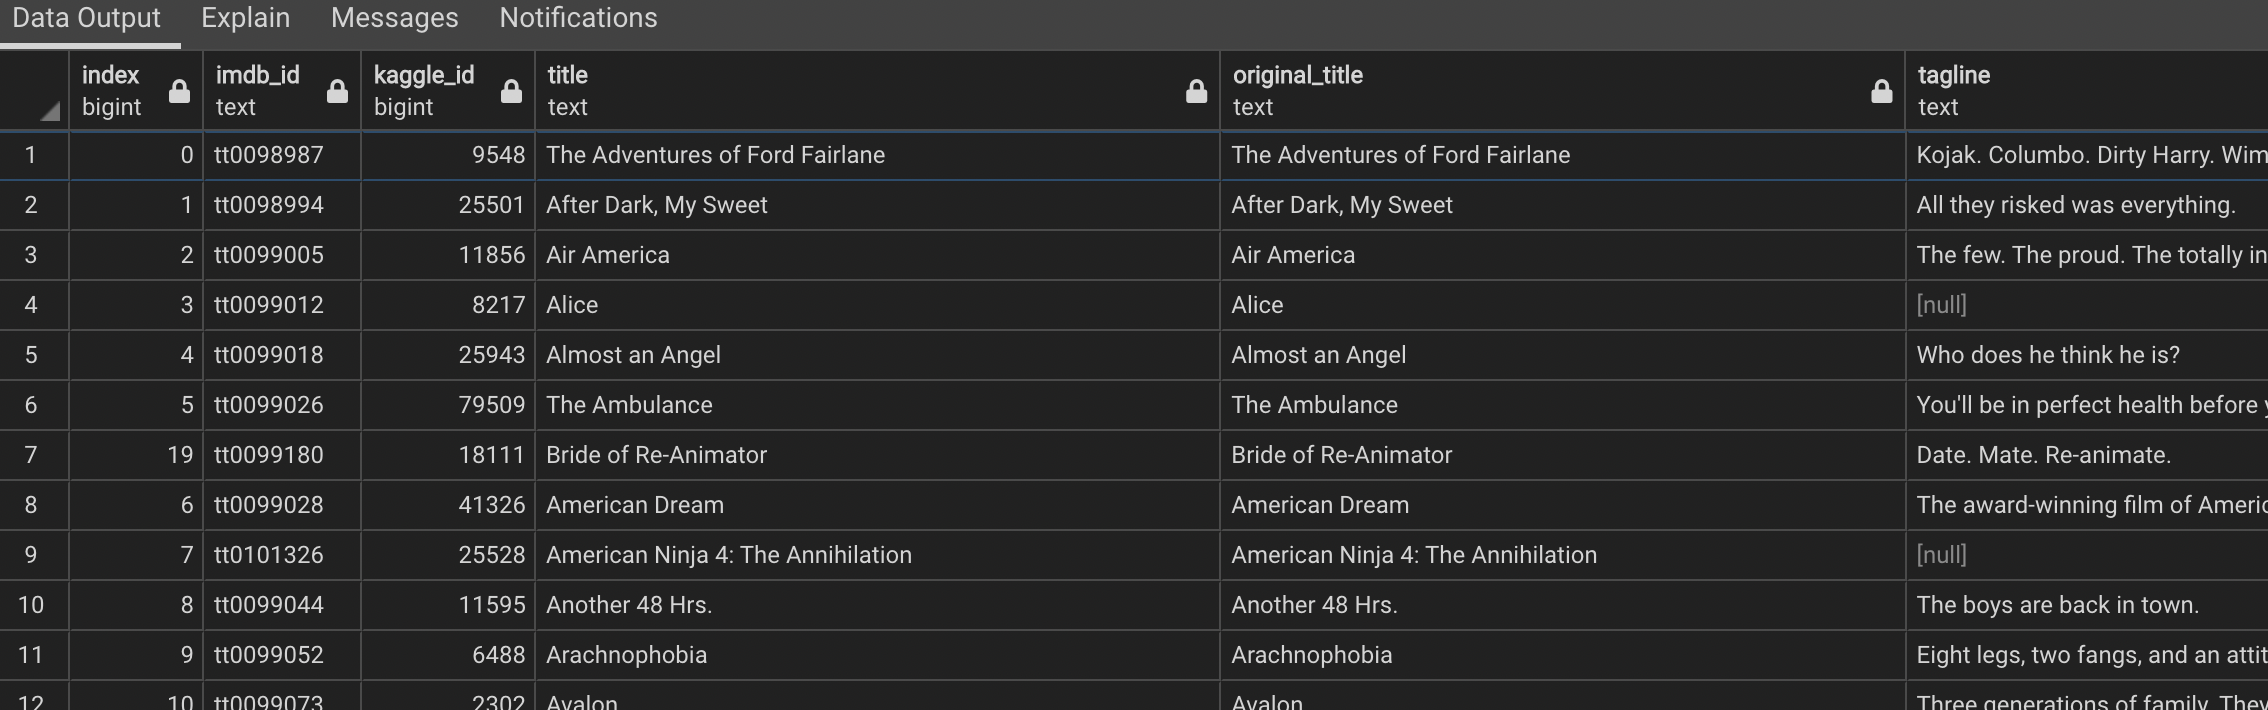 Data Output Explain Messages Notifications
index imdb_id kaggle_id title original_title tagline
bigint text bigint text text text
1 0 tt0098987 9548 The Adventures of Ford Fairlane The Adventures of Ford Fairlane Kojak. Columbo. Dirty Harry. Wim
2 1 tt0098994 25501 After Dark, My Sweet After Dark, My Sweet All they risked was everything.
3 2 tt0099005 11856 Air America Air America The few. The proud. The totally in
4 3 tt0099012 8217 Alice Alice [null]
5 4 tt0099018 25943 Almost an Angel Almost an Angel Who does he think he is?
6 5 tt0099026 79509 The Ambulance The Ambulance You'll be in perfect health before y
7 19 tt0099180 18111 Bride of Re-Animator Bride of Re-Animator Date. Mate. Re-animate.
8 6 tt0099028 41326 American Dream American Dream The award-winning film of Americ
9 7 tt0101326 25528 American Ninja 4: The Annihilation American Ninja 4: The Annihilation [null]
10 8 tt0099044 11595 Another 48 Hrs. Another 48 Hrs. The boys are back in town.
11 9 tt0099052 6488 Arachnophobia Arachnophobia Eight legs, two fangs, and an attit
12 10 tt0099073 2302 Avalon Avalon Three generations of family. They